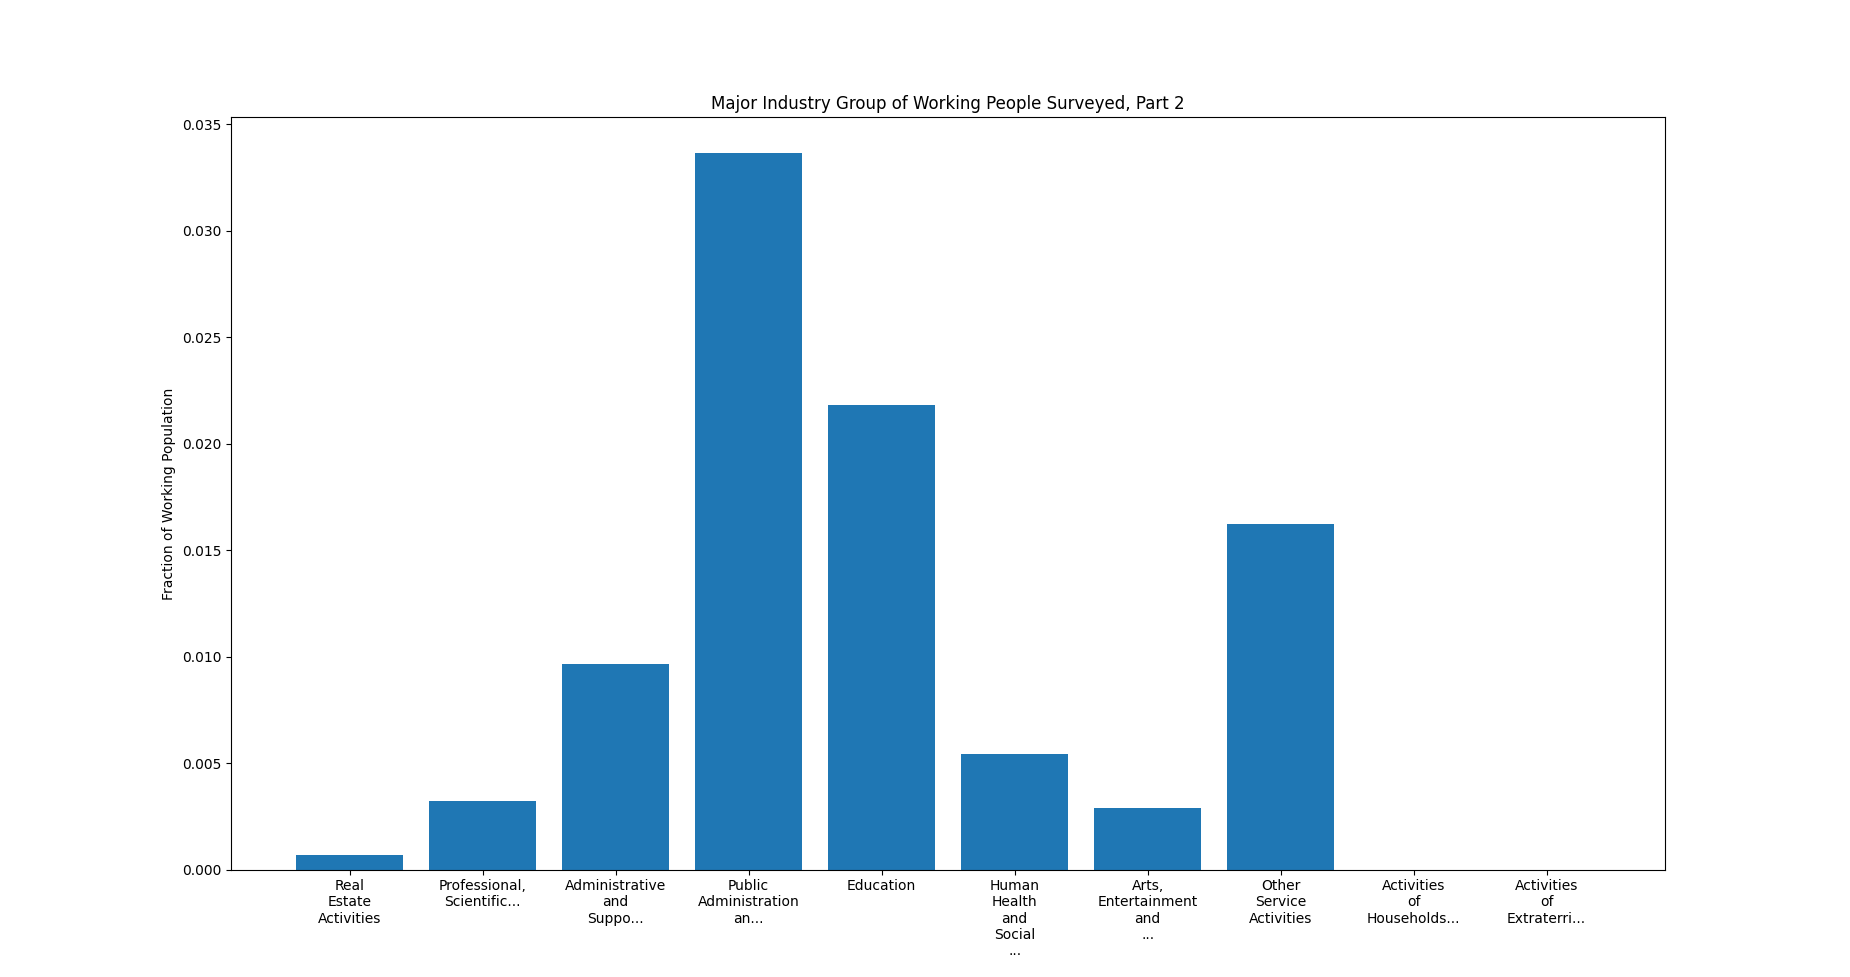 Major Industry Group of Working People Surveyed, Part 2
Fraction of Working Population
0.035
0.030
0.025
0.020
0.015
0.010
0.005
0.000
Real
Estate
Activities
Professional,
Scientific...
Administrative
and
Suppo...
Public
Administration
an...
Education
Human
Health
and
Social
...
Arts,
Entertainment
and
...
Other
Service
Activities
Activities
of
Households...
Activities
of
Extraterri...